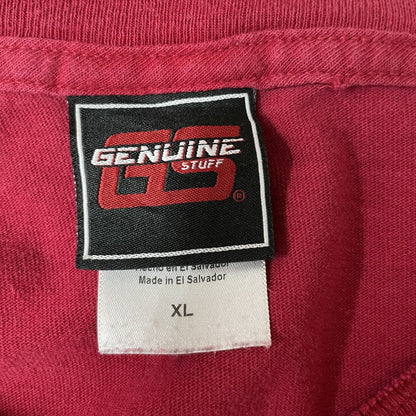 GENUINE
GS
STUFF
®
Hecho en El Salvador
Made in El Salvador
XL